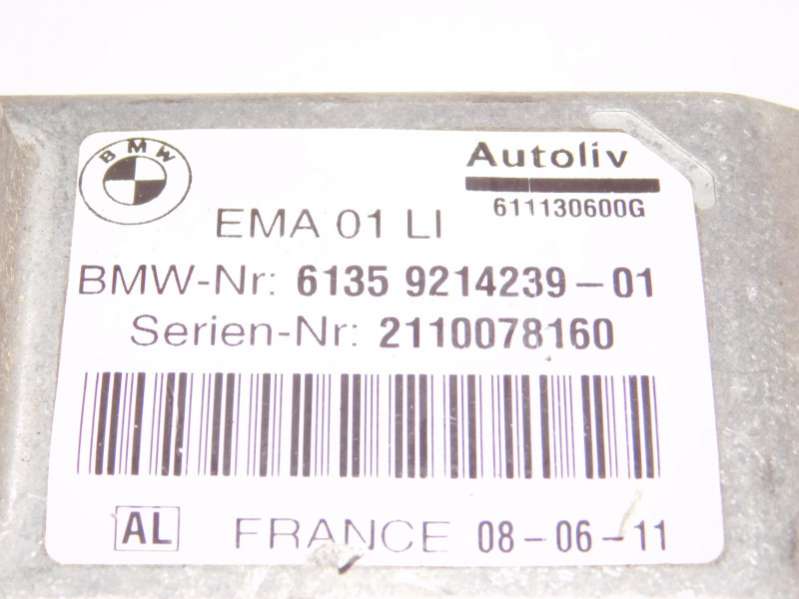 BMW
Autoliv
611130600G
EMA 01 LI
BMW-Nr: 6135 9214239-01
Serien-Nr: 2110078160
AL FRANCE 08-06-11